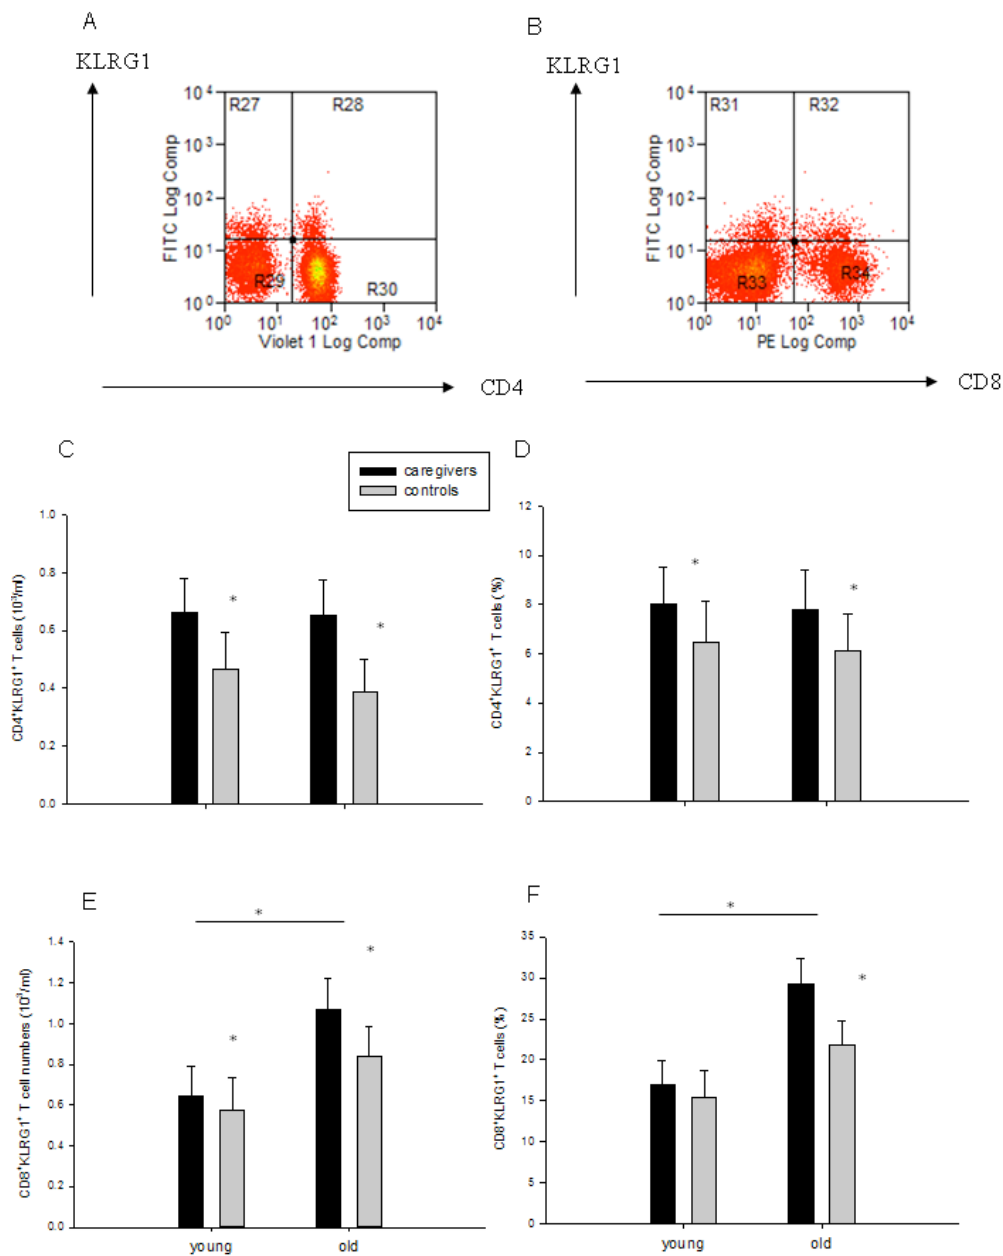 A
KLRG1
10⁴
R27
R28
10³
10²
10¹
10⁰
R29
R30
FITC Log Comp
10⁰ 10¹ 10² 10³ 10⁴
Violet 1 Log Comp
CD4
B
KLRG1
10⁴
R31
R32
10³
10²
10¹
10⁰
R33
R34
FITC Log Comp
10⁰ 10¹ 10² 10³ 10⁴
PE Log Comp
CD8
C
caregivers
controls
1.0
0.8
0.6
0.4
0.2
0.0
CD4⁺KLRG1⁺ T cells (10³/ml)
*
*
D
12
10
8
6
4
2
0
CD4⁺KLRG1⁺ T cells (%)
*
*
E
*
1.4
1.2
1.0
0.8
0.6
0.4
0.2
0.0
CD8⁺KLRG1⁺ T cell numbers (10³/ml)
*
*
young old
F
*
35
30
25
20
15
10
5
0
CD8⁺KLRG1⁺ T cells (%)
*
young old